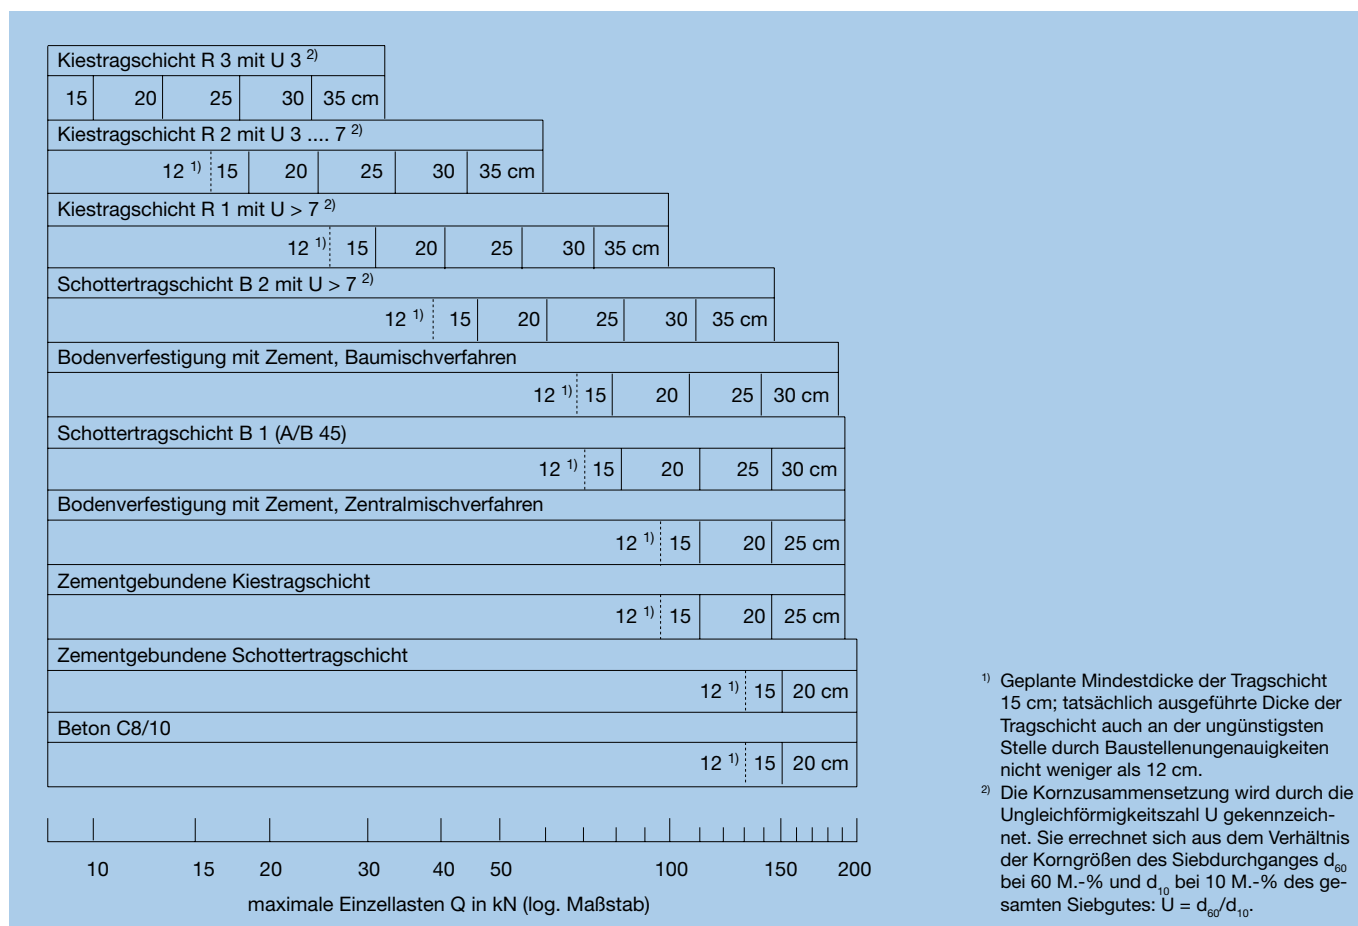 Kiestragschicht R 3 mit U 3 2)
15 20 25 30 35 cm
Kiestragschicht R 2 mit U 3 .... 7 2)
12 1) 15 20 25 30 35 cm
Kiestragschicht R 1 mit U > 7 2)
12 1) 15 20 25 30 35 cm
Schottertragschicht B 2 mit U > 7 2)
12 1) 15 20 25 30 35 cm
Bodenverfestigung mit Zement, Baumischverfahren
12 1) 15 20 25 30 cm
Schottertragschicht B 1 (A/B 45)
12 1) 15 20 25 30 cm
Bodenverfestigung mit Zement, Zentralmischverfahren
12 1) 15 20 25 cm
Zementgebundene Kiestragschicht
12 1) 15 20 25 cm
Zementgebundene Schottertragschicht
12 1) 15 20 cm
Beton C8/10
12 1) 15 20 cm
10 15 20 30 40 50 100 150 200
maximale Einzellasten Q in kN (log. Maßstab)
1) Geplante Mindestdicke der Tragschicht
15 cm; tatsächlich ausgeführte Dicke der
Tragschicht auch an der ungünstigsten
Stelle durch Baustellenungenauigkeiten
nicht weniger als 12 cm.
2) Die Kornzusammensetzung wird durch die
Ungleichförmigkeitszahl U gekennzeich-
net. Sie errechnet sich aus dem Verhältnis
der Korngrößen des Siebdurchganges d60
bei 60 M.-% und d10 bei 10 M.-% des ge-
samten Siebgutes: U = d60/d10.